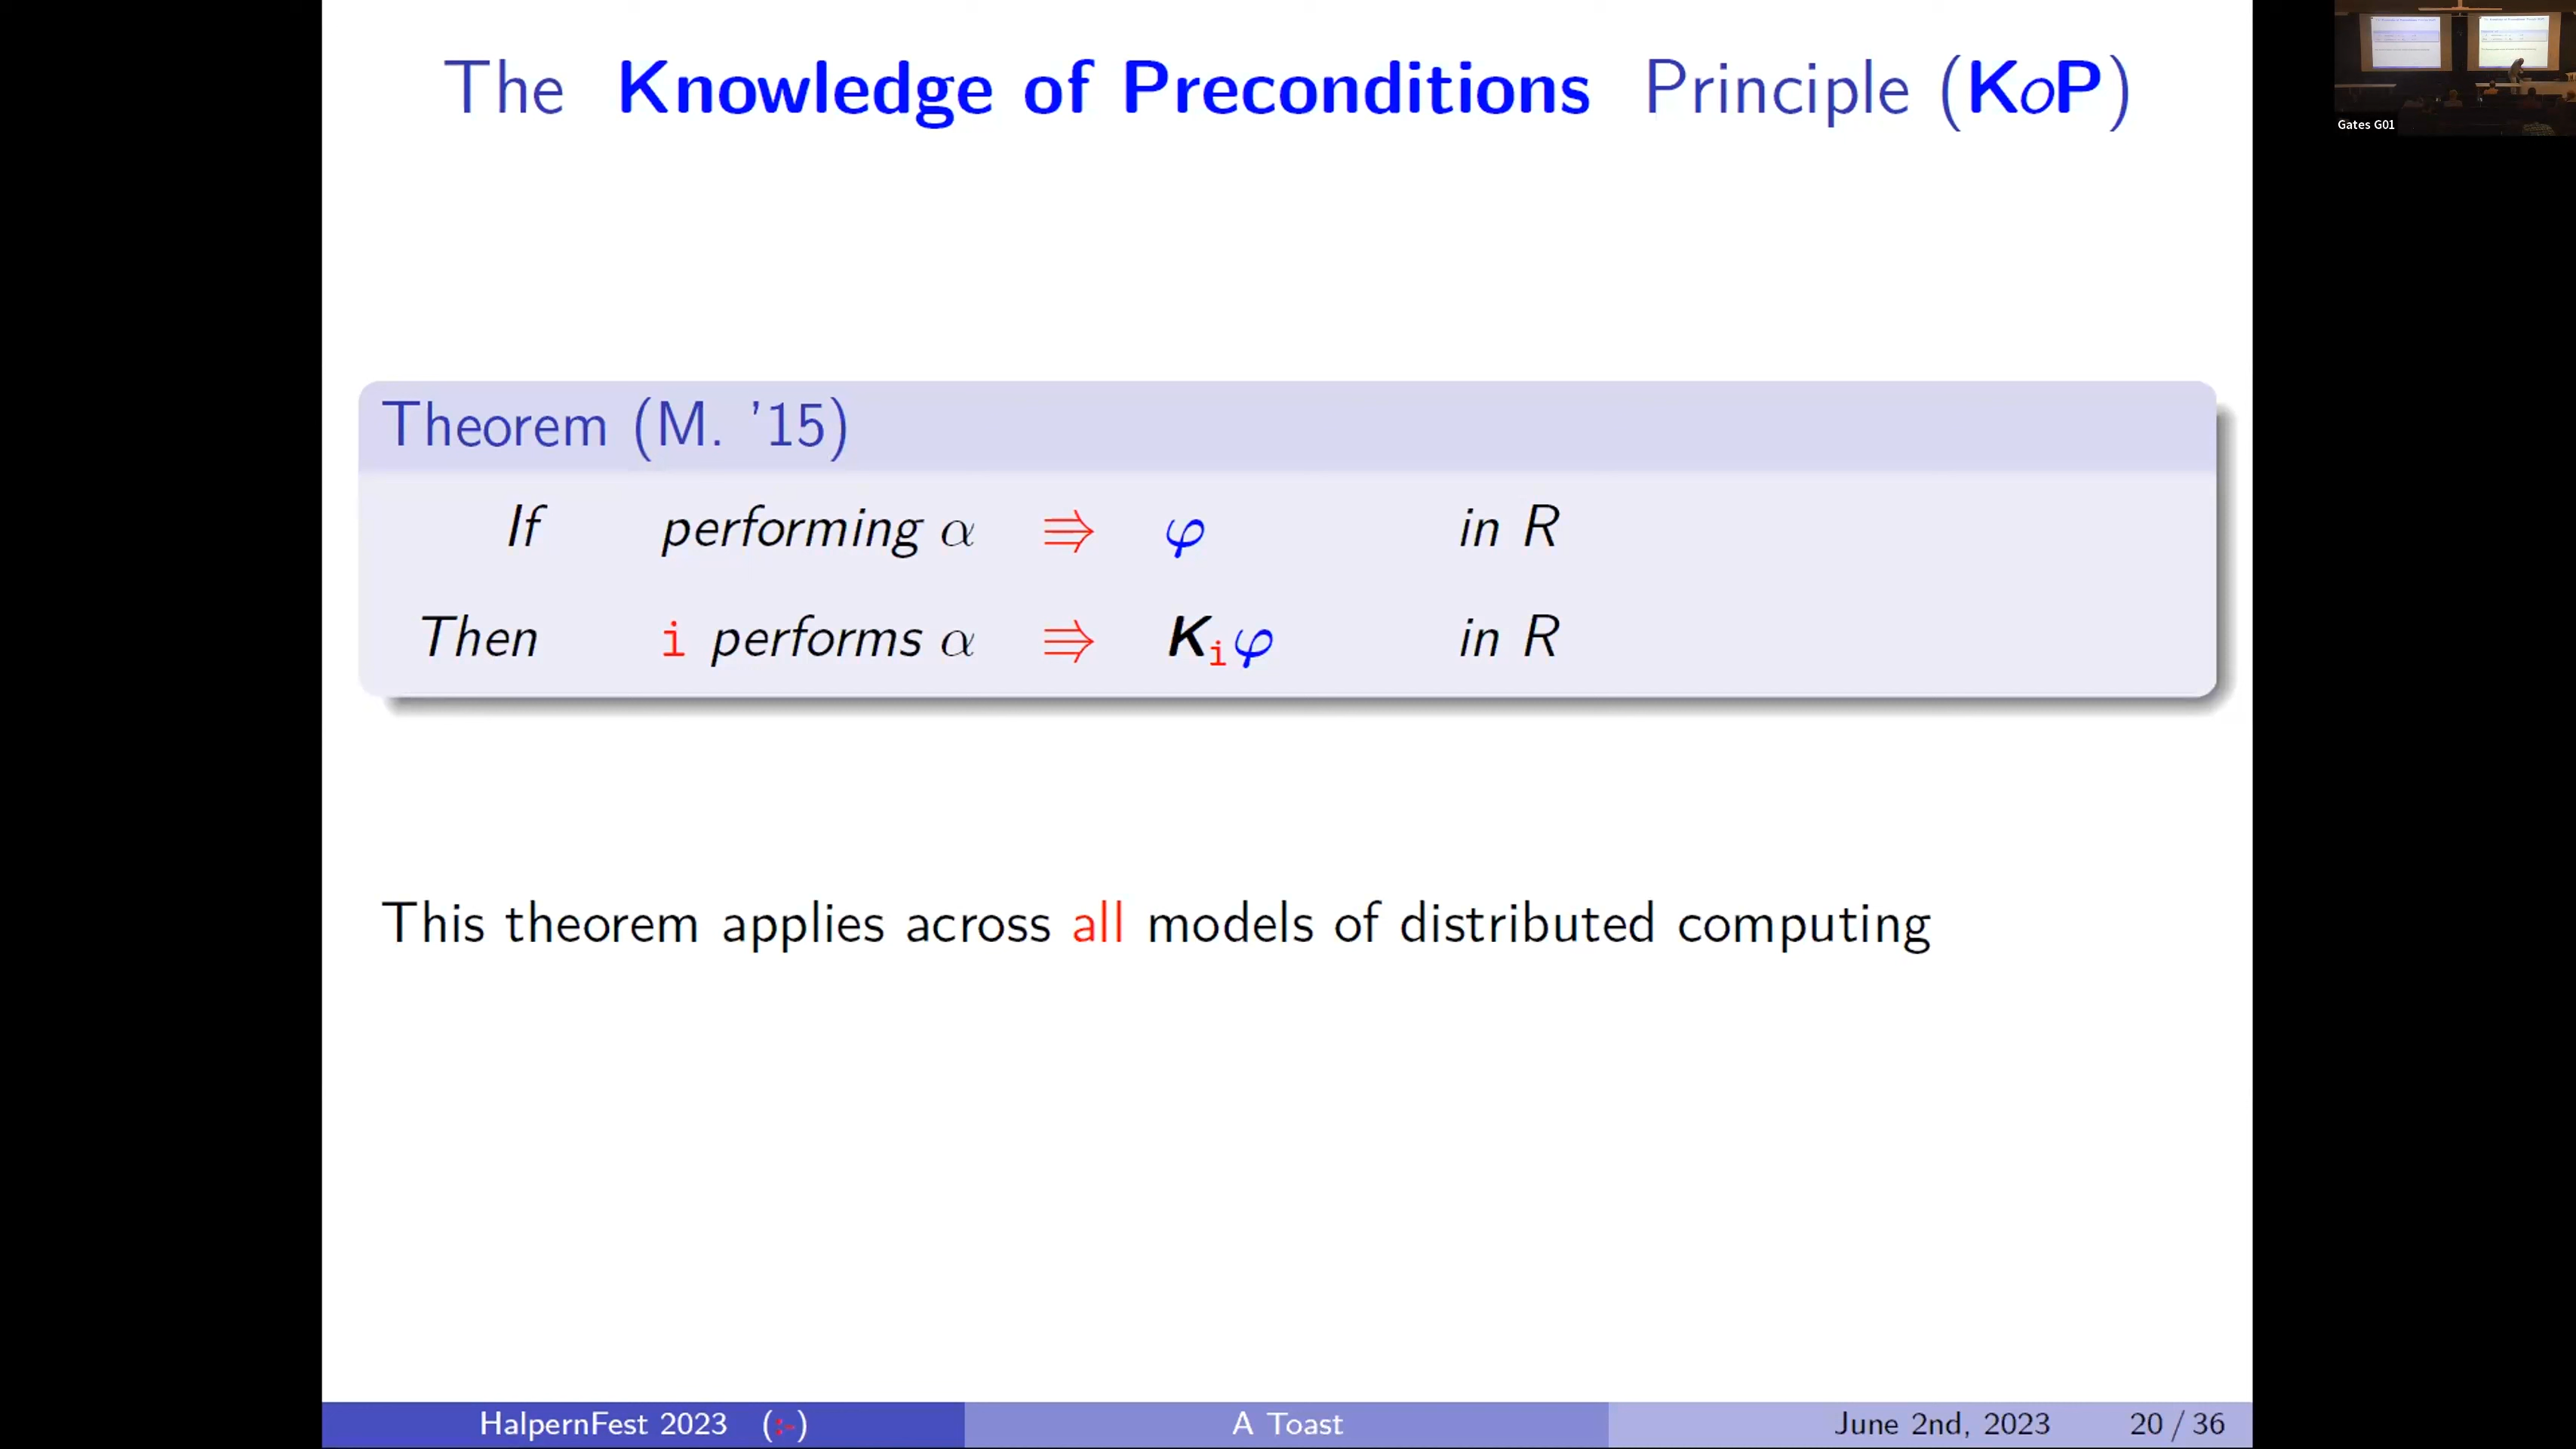 The Knowledge of Preconditions Principle (KoP)
Gates G01
Theorem (M. '15)
If performing α ⇛ φ in R
Then i performs α ⇛ K_i φ in R
This theorem applies across all models of distributed computing
HalpernFest 2023 (:-) A Toast June 2nd, 2023 20 / 36